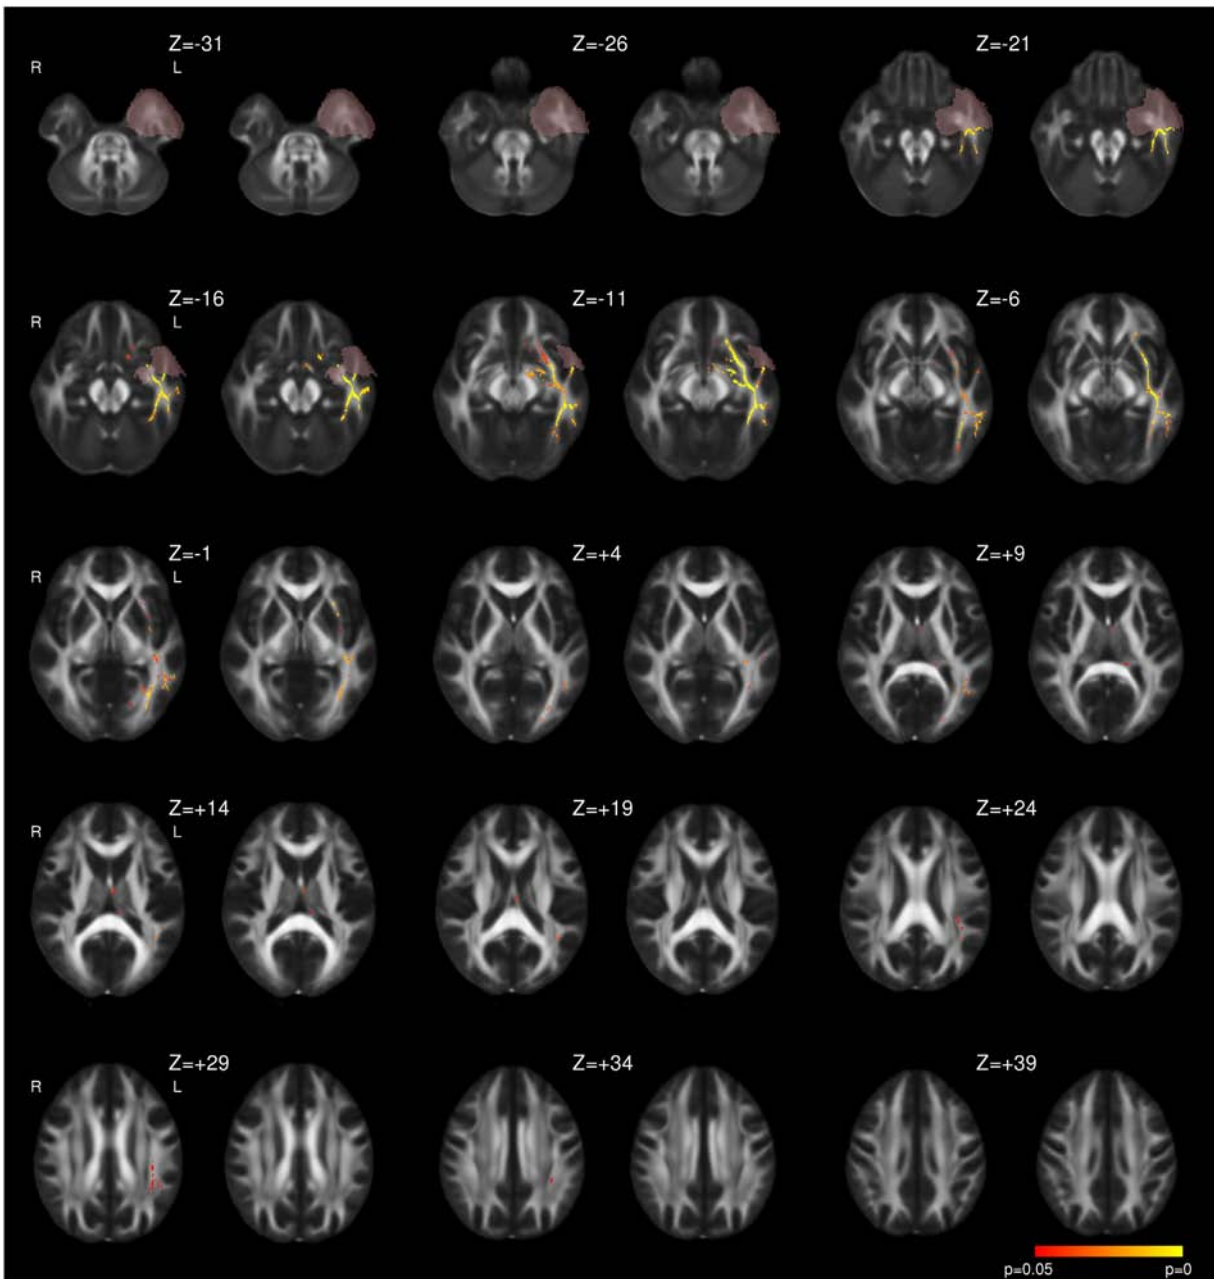 Z=-31 Z=-26 Z=-21
R L
Z=-16 Z=-11 Z=-6
R L
Z=-1 Z=+4 Z=+9
R L
Z=+14 Z=+19 Z=+24
R L
Z=+29 Z=+34 Z=+39
R L
p=0.05 p=0